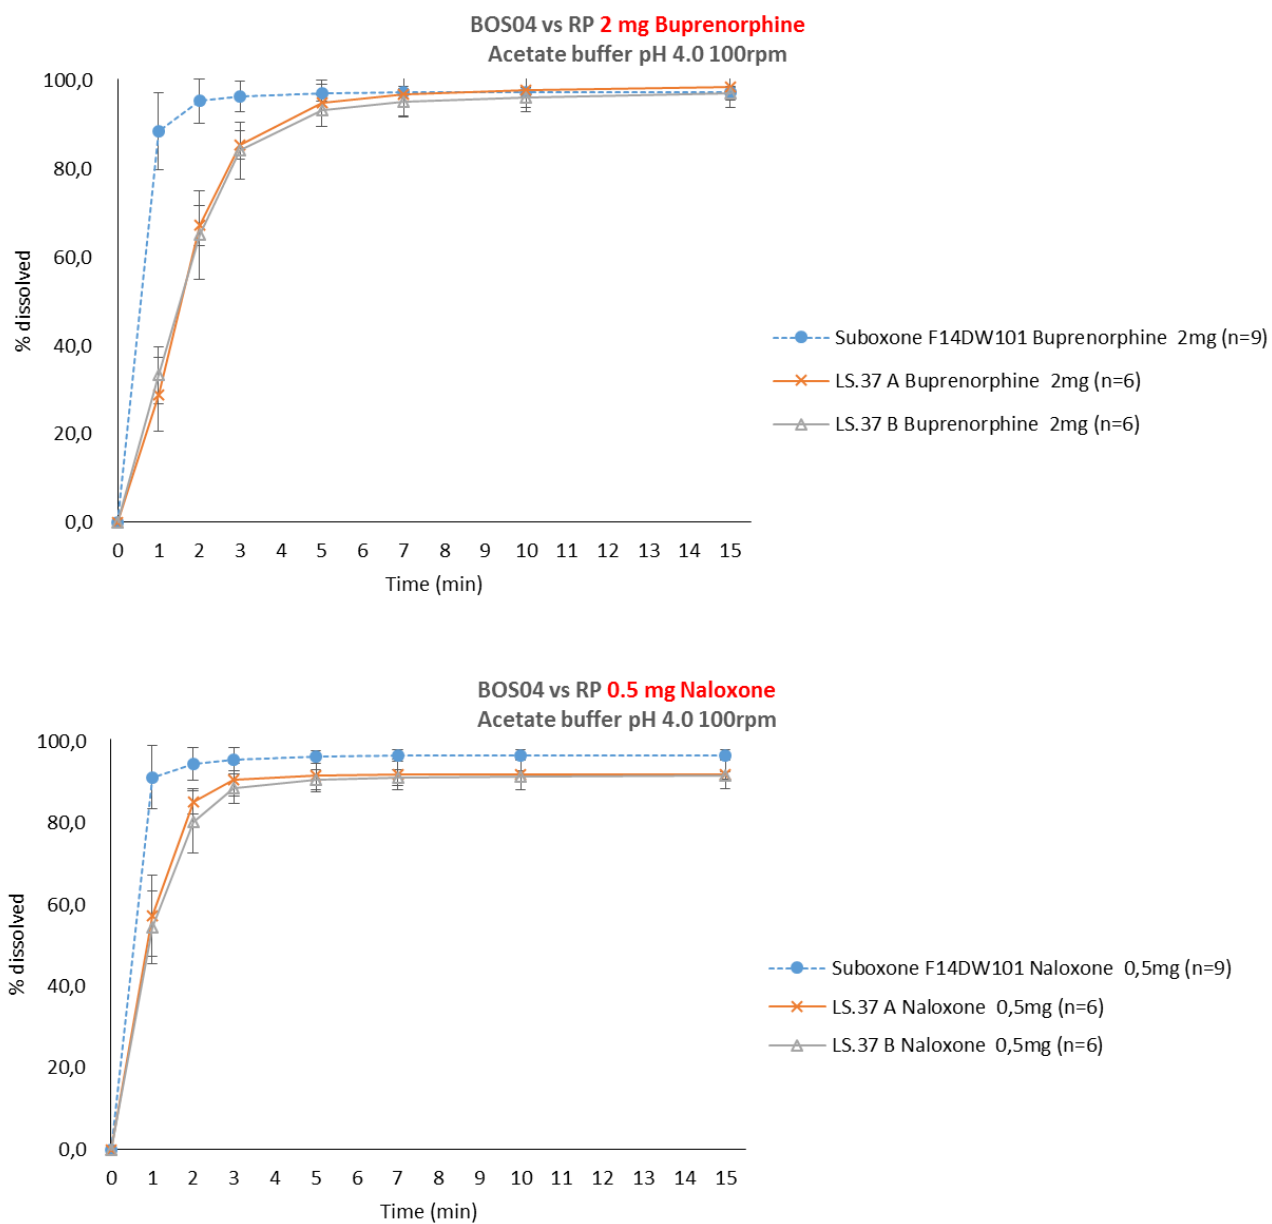 BOS04 vs RP 2 mg Buprenorphine
Acetate buffer pH 4.0 100rpm
100,0
80,0
60,0
40,0
20,0
0,0
% dissolved
0 1 2 3 4 5 6 7 8 9 10 11 12 13 14 15
Time (min)
Suboxone F14DW101 Buprenorphine 2mg (n=9)
LS.37 A Buprenorphine 2mg (n=6)
LS.37 B Buprenorphine 2mg (n=6)
BOS04 vs RP 0.5 mg Naloxone
Acetate buffer pH 4.0 100rpm
100,0
80,0
60,0
40,0
20,0
0,0
% dissolved
0 1 2 3 4 5 6 7 8 9 10 11 12 13 14 15
Time (min)
Suboxone F14DW101 Naloxone 0,5mg (n=9)
LS.37 A Naloxone 0,5mg (n=6)
LS.37 B Naloxone 0,5mg (n=6)